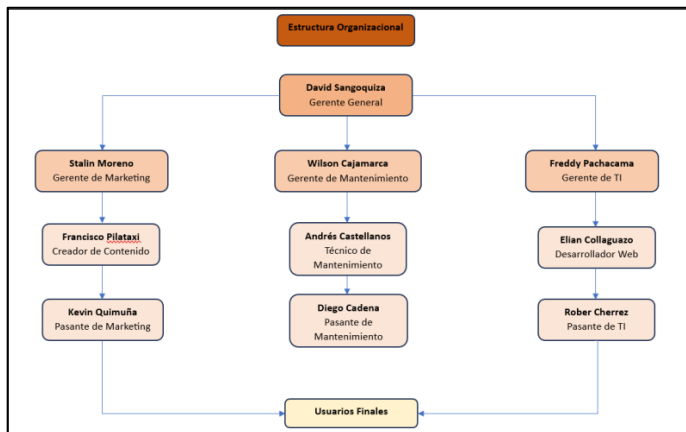 Estructura Organizacional
David Sangoquiza
Gerente General
Stalin Moreno
Gerente de Marketing
Wilson Cajamarca
Gerente de Mantenimiento
Freddy Pachacama
Gerente de TI
Francisco Pilataxi
Creador de Contenido
Andrés Castellanos
Técnico de
Mantenimiento
Elian Collaguazo
Desarrollador Web
Kevin Quimuña
Pasante de Marketing
Diego Cadena
Pasante de
Mantenimiento
Rober Cherrez
Pasante de TI
Usuarios Finales